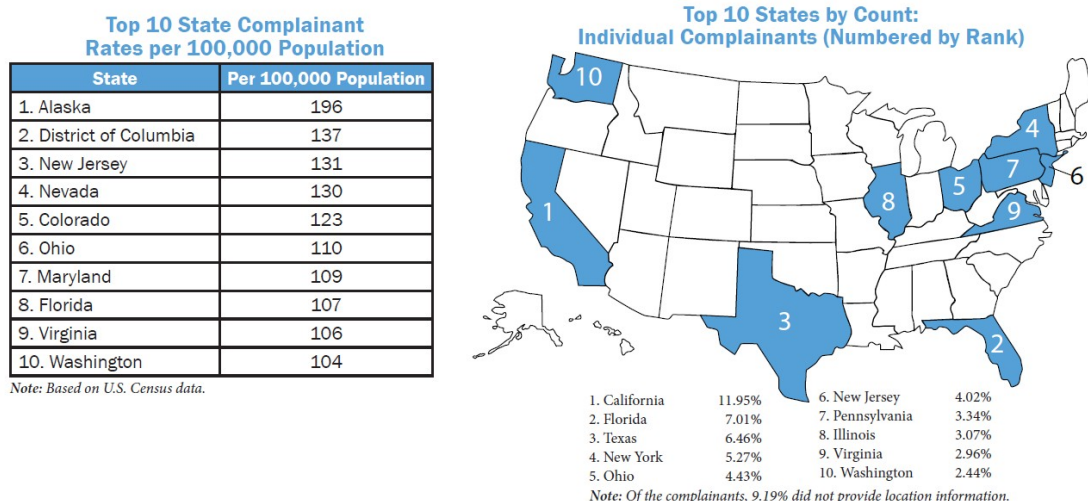 Top 10 State Complainant
Rates per 100,000 Population
State Per 100,000 Population
1. Alaska 196
2. District of Columbia 137
3. New Jersey 131
4. Nevada 130
5. Colorado 123
6. Ohio 110
7. Maryland 109
8. Florida 107
9. Virginia 106
10. Washington 104
Note: Based on U.S. Census data.
Top 10 States by Count:
Individual Complainants (Numbered by Rank)
10
4
7
6
5
8
1
9
3
2
1. California 11.95%
2. Florida 7.01%
3. Texas 6.46%
4. New York 5.27%
5. Ohio 4.43%
6. New Jersey 4.02%
7. Pennsylvania 3.34%
8. Illinois 3.07%
9. Virginia 2.96%
10. Washington 2.44%
Note: Of the complainants, 9.19% did not provide location information.